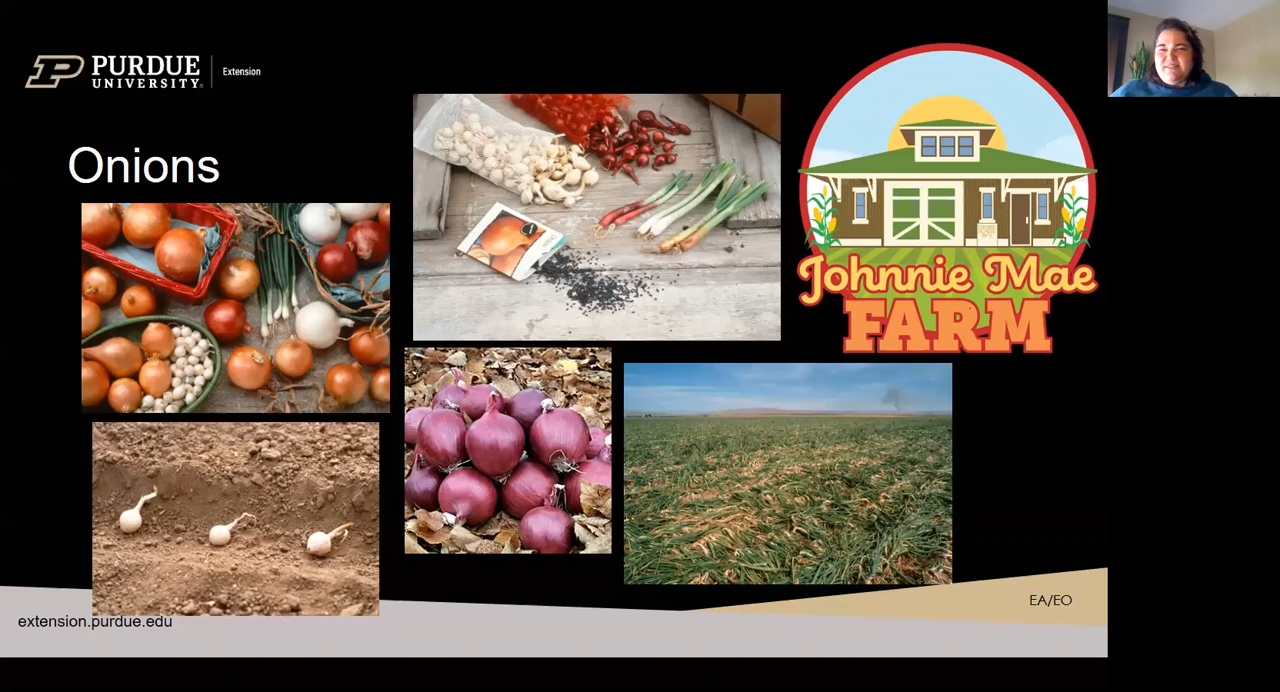 PURDUE
UNIVERSITY
Extension
Onions
Johnnie Mae
FARM
EA/EO
extension.purdue.edu